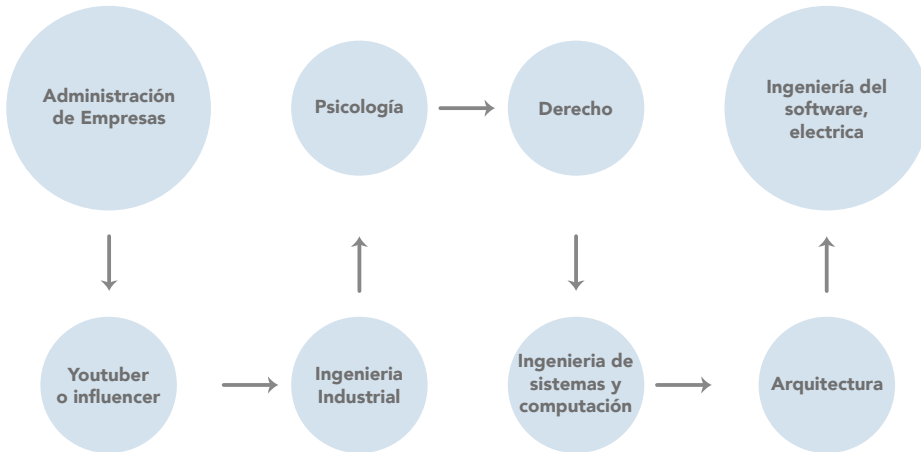 Administración
de Empresas
Psicología
Derecho
Ingeniería del
software,
electrica
Youtuber
o influencer
Ingenieria
Industrial
Ingenieria de
sistemas y
computación
Arquitectura